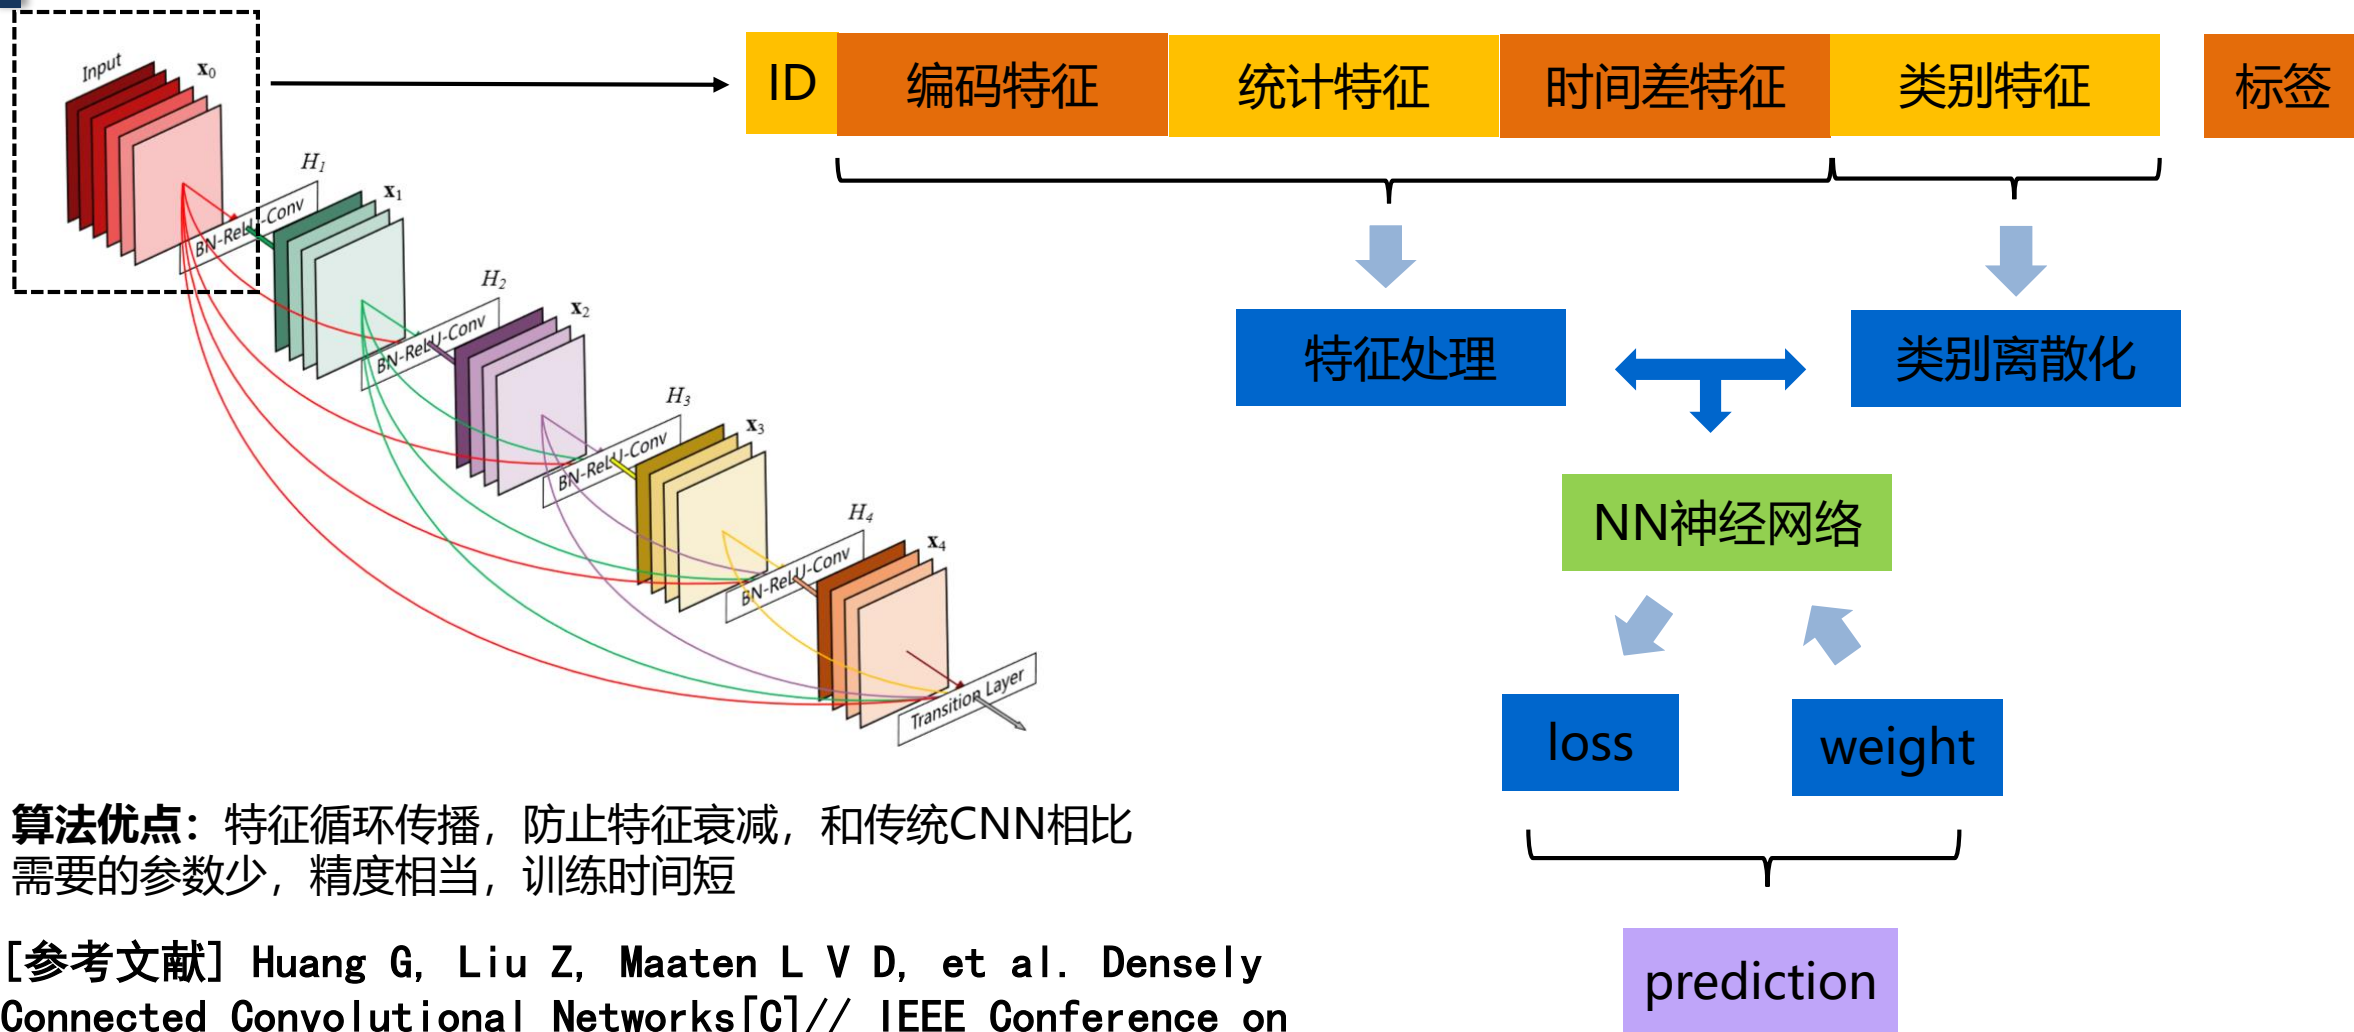 Input
x0
H1
BN-ReLU-Conv
x1
H2
BN-ReLU-Conv
x2
H3
BN-ReLU-Conv
x3
H4
BN-ReLU-Conv
x4
Transition Layer
ID 编码特征 统计特征 时间差特征 类别特征 标签
特征处理 类别离散化
NN神经网络
loss weight
prediction
算法优点：特征循环传播，防止特征衰减，和传统CNN相比
需要的参数少，精度相当，训练时间短
[参考文献] Huang G, Liu Z, Maaten L V D, et al. Densely
Connected Convolutional Networks[C]// IEEE Conference on